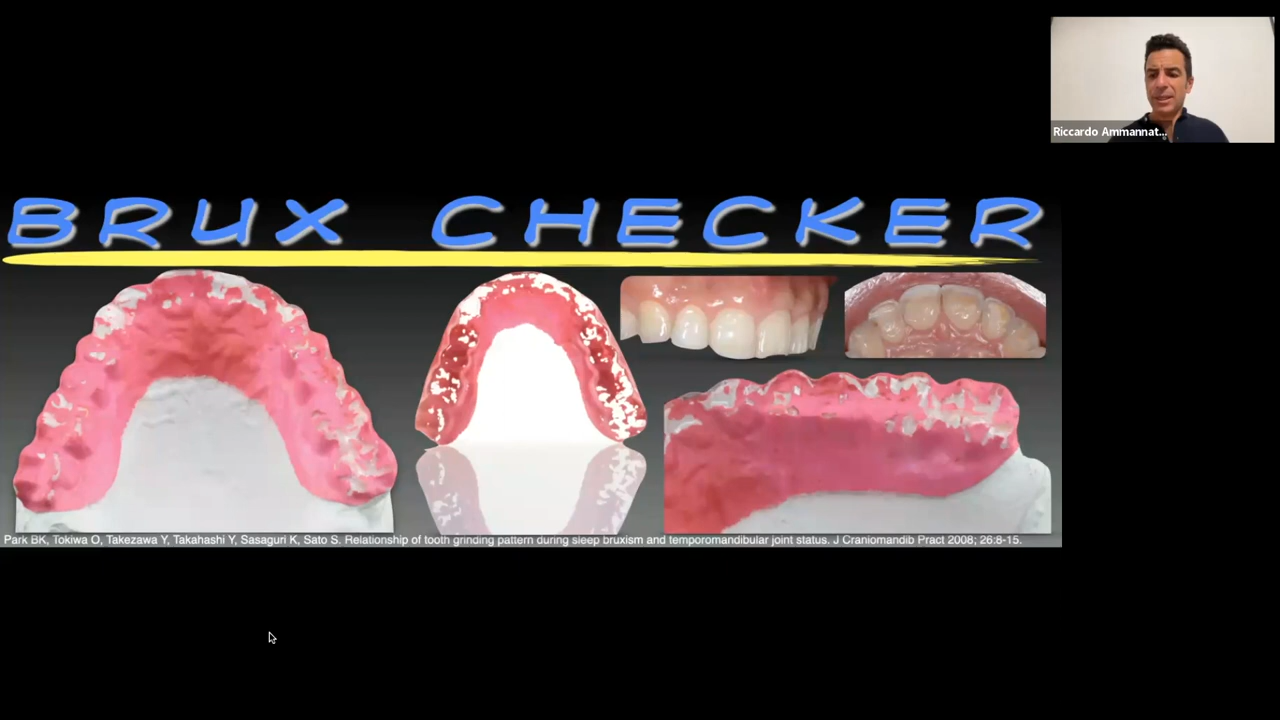 Riccardo Ammannat...
BRUX CHECKER
Park BK, Tokiwa O, Takezawa Y, Takahashi Y, Sasaguri K, Sato S. Relationship of tooth grinding pattern during sleep bruxism and temporomandibular joint status. J Craniomandib Pract 2008; 26:8-15.